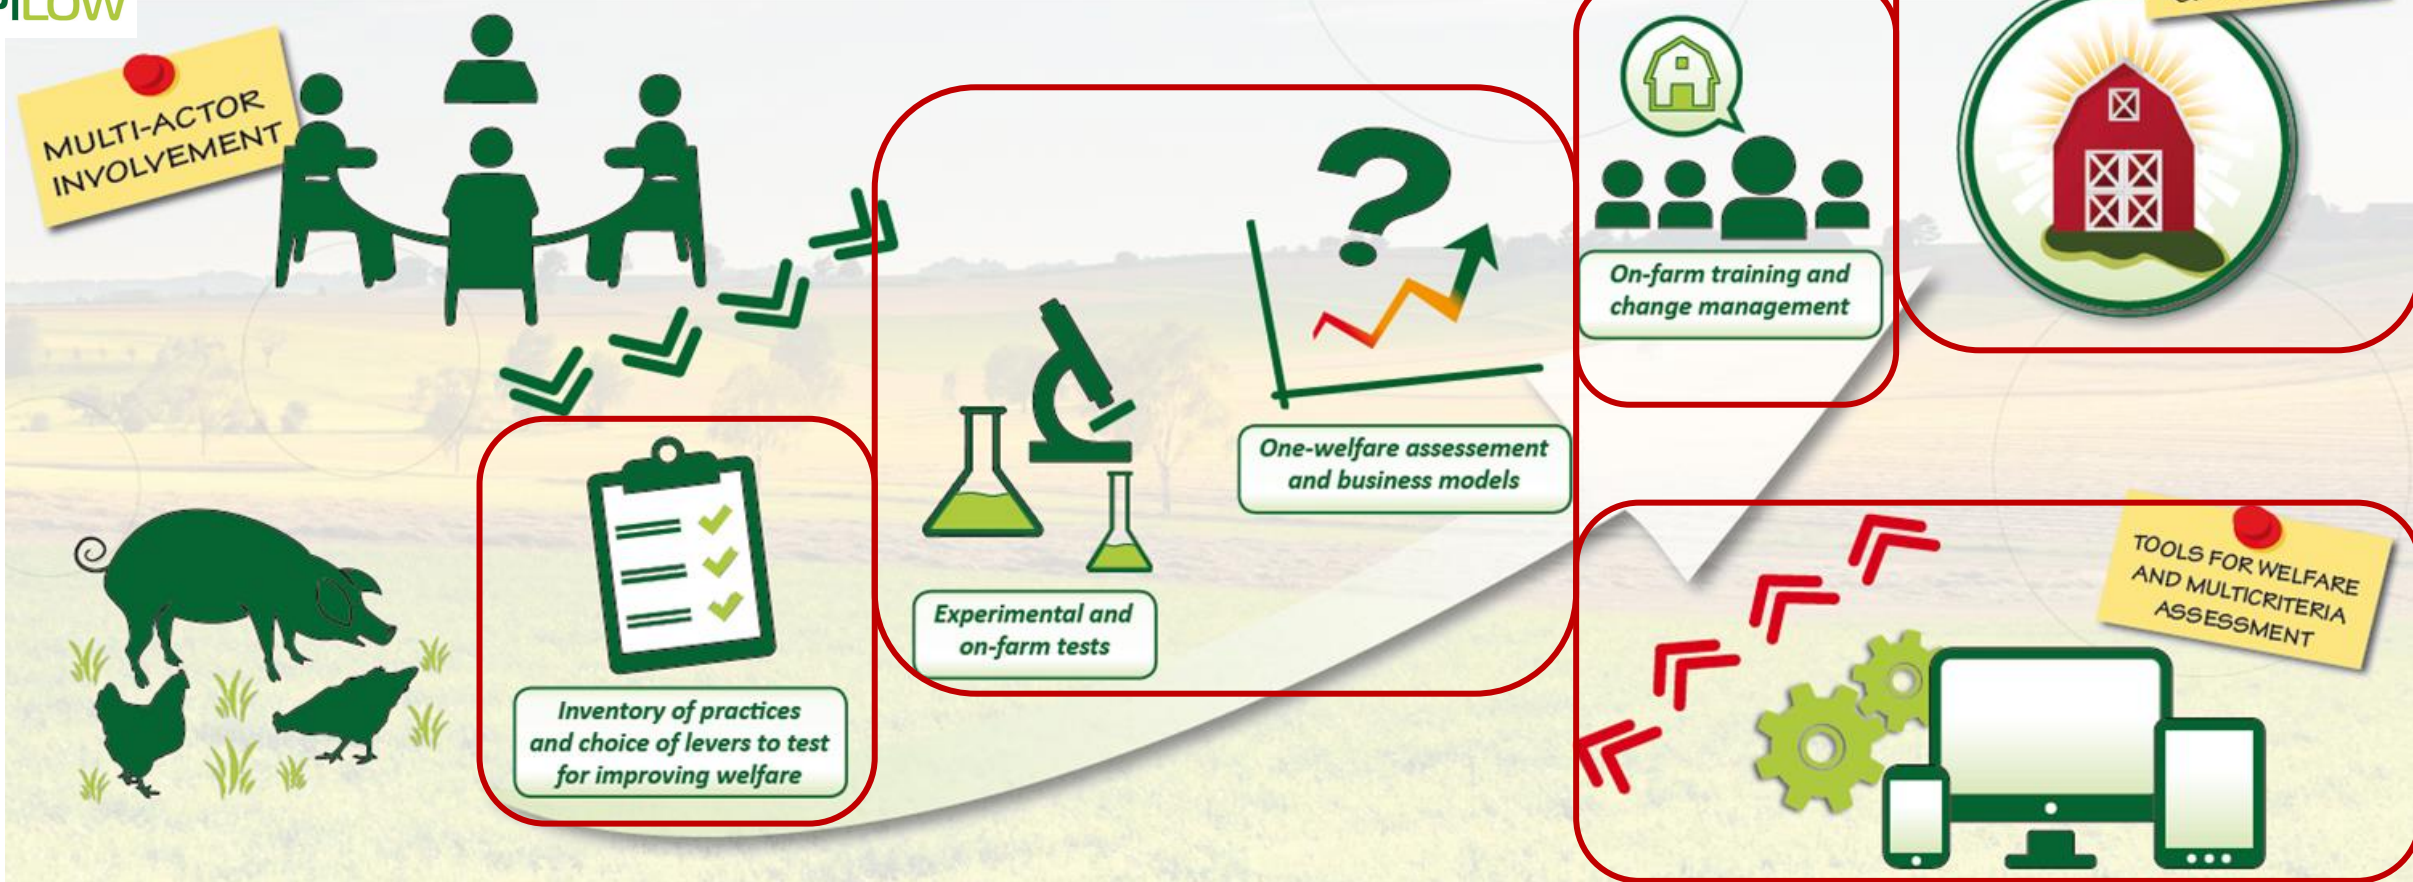 MULTI-ACTOR
INVOLVEMENT
On-farm training and
change management
One-welfare assessement
and business models
Experimental and
on-farm tests
Inventory of practices
and choice of levers to test
for improving welfare
TOOLS FOR WELFARE
AND MULTICRITERIA
ASSESSMENT